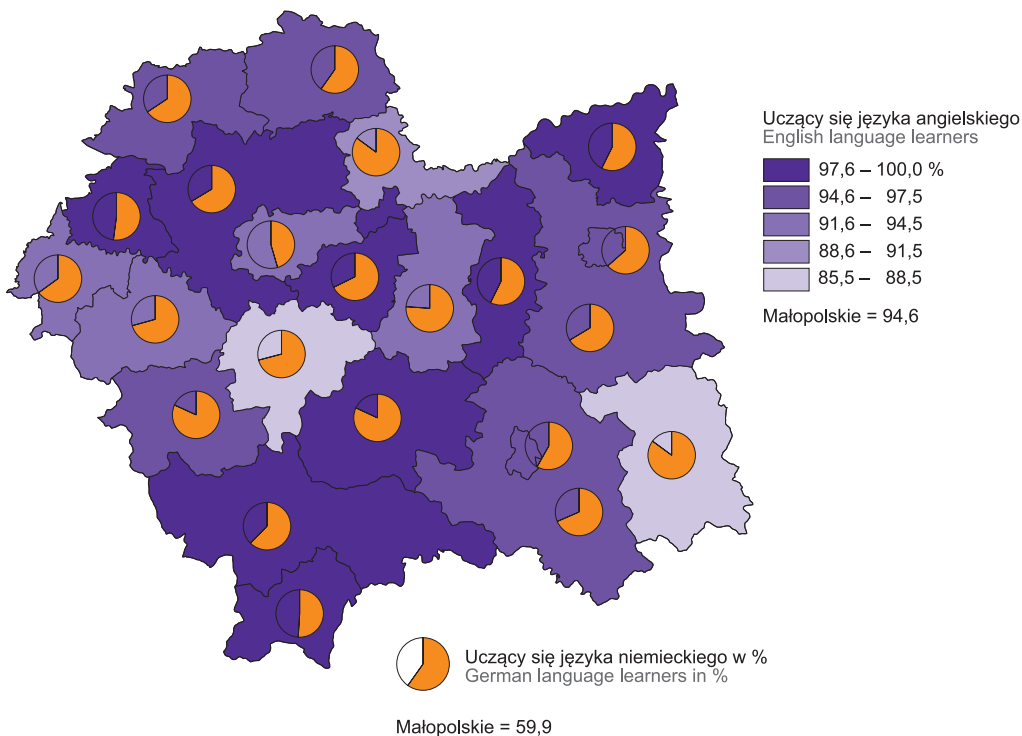 Uczący się języka angielskiego
English language learners
97,6 – 100,0 %
94,6 – 97,5
91,6 – 94,5
88,6 – 91,5
85,5 – 88,5
Małopolskie = 94,6
Uczący się języka niemieckiego w %
German language learners in %
Małopolskie = 59,9